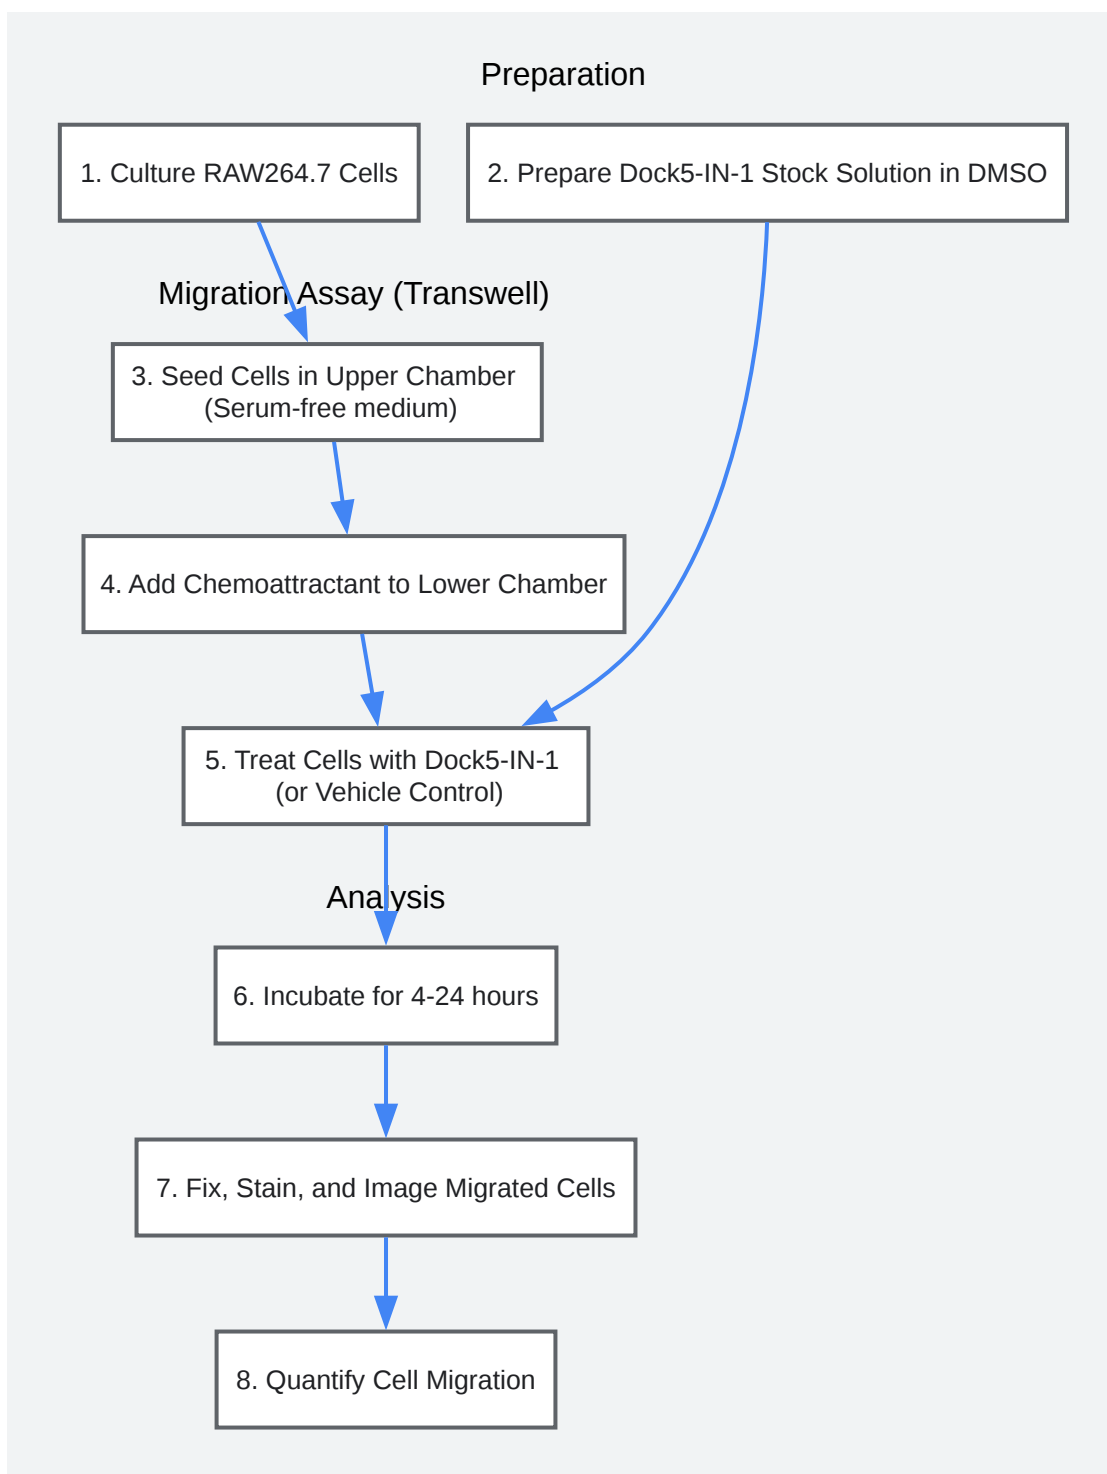 Preparation
1. Culture RAW264.7 Cells
2. Prepare Dock5-IN-1 Stock Solution in DMSO
Migration Assay (Transwell)
3. Seed Cells in Upper Chamber
(Serum-free medium)
4. Add Chemoattractant to Lower Chamber
5. Treat Cells with Dock5-IN-1
(or Vehicle Control)
Analysis
6. Incubate for 4-24 hours
7. Fix, Stain, and Image Migrated Cells
8. Quantify Cell Migration